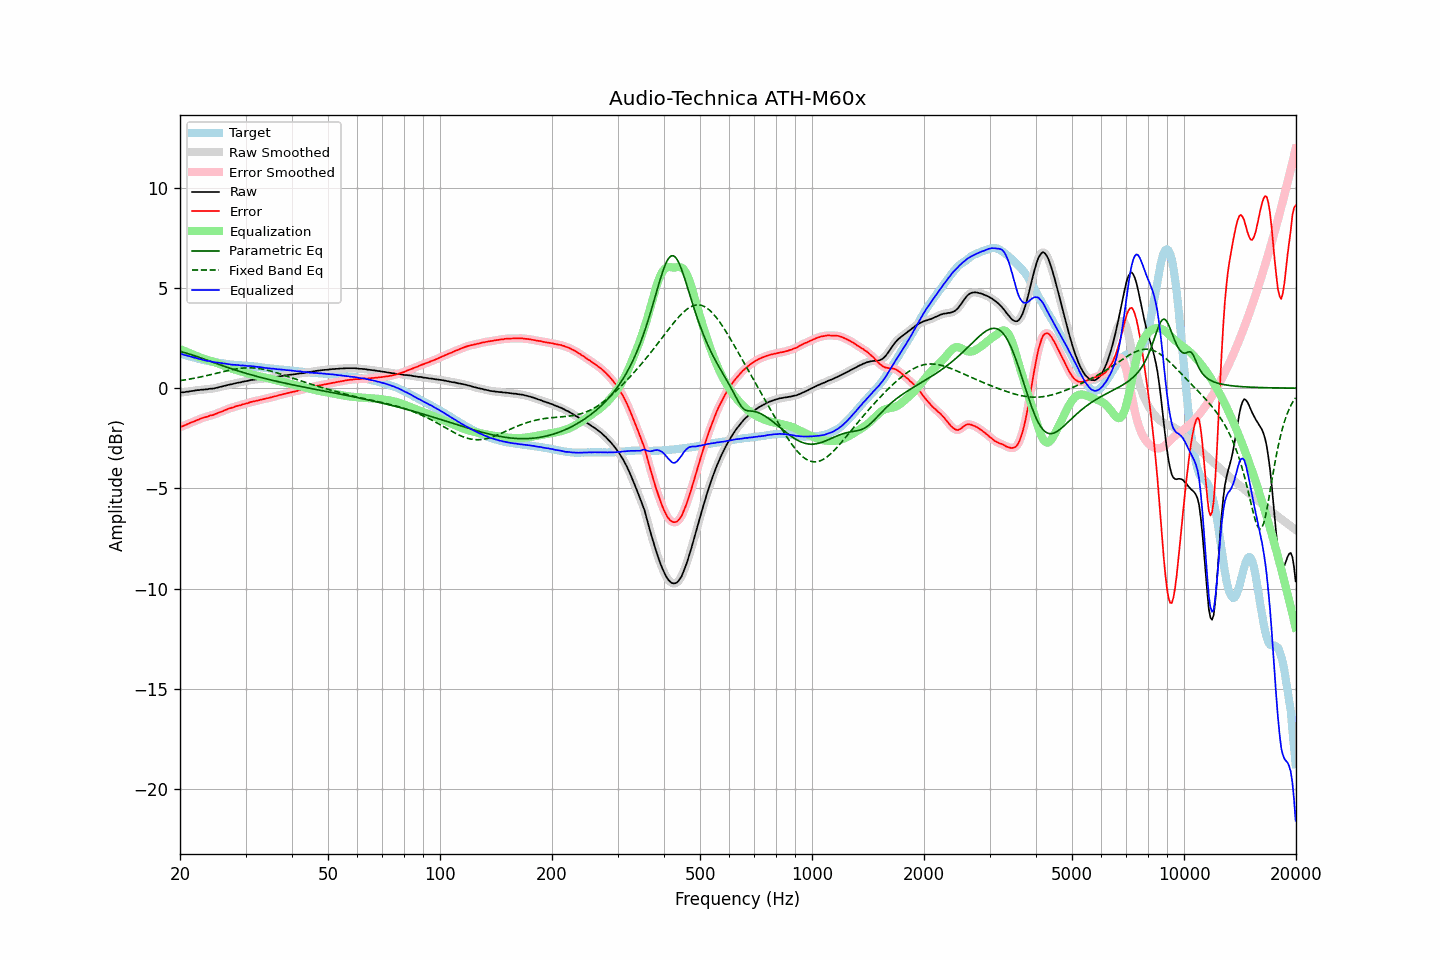 Audio-Technica ATH-M60x
Target
Raw Smoothed
Error Smoothed
Raw
Error
Equalization
Parametric Eq
Fixed Band Eq
Equalized
10
5
0
−5
−10
−15
−20
Amplitude (dBr)
20 50 100 200 500 1000 2000 5000 10000 20000
Frequency (Hz)